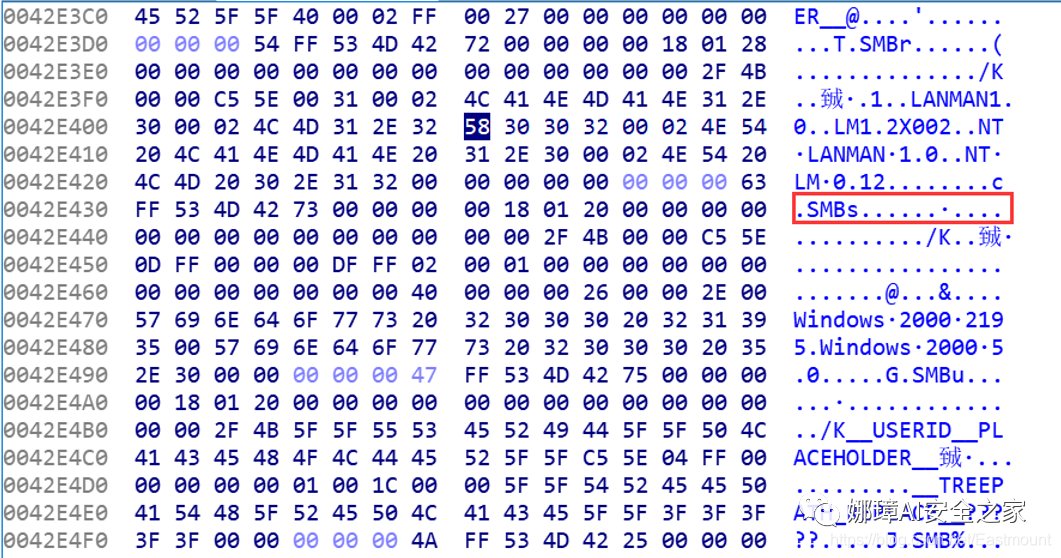 0042E3C0 45 52 5F 5F 40 00 02 FF 00 27 00 00 00 00 00 00 ER__@....'......
0042E3D0 00 00 00 54 FF 53 4D 42 72 00 00 00 00 18 01 28 ...T.SMBr......(
0042E3E0 00 00 00 00 00 00 00 00 00 00 00 00 00 00 2F 4B ............../K
0042E3F0 00 00 C5 5E 00 31 00 02 4C 41 4E 4D 41 4E 31 2E ..臹·.1..LANMAN1.
0042E400 30 00 02 4C 4D 31 2E 32 58 30 30 32 00 02 4E 54 0..LM1.2X002..NT
0042E410 20 4C 41 4E 4D 41 4E 20 31 2E 30 00 02 4E 54 20 ·LANMAN·1.0..NT·
0042E420 4C 4D 20 30 2E 31 32 00 00 00 00 00 00 00 00 63 LM·0.12........c
0042E430 FF 53 4D 42 73 00 00 00 00 18 01 20 00 00 00 00 .SMBs......·....
0042E440 00 00 00 00 00 00 00 00 00 00 2F 4B 00 00 C5 5E ........../K..臹·
0042E450 0D FF 00 00 00 DF FF 02 00 01 00 00 00 00 00 00 ................
0042E460 00 00 00 00 00 00 00 40 00 00 00 26 00 00 2E 00 .......@...&....
0042E470 57 69 6E 64 6F 77 73 20 32 30 30 30 20 32 31 39 Windows·2000·219
0042E480 35 00 57 69 6E 64 6F 77 73 20 32 30 30 30 20 35 5.Windows·2000·5
0042E490 2E 30 00 00 00 00 00 47 FF 53 4D 42 75 00 00 00 .0.....G.SMBu...
0042E4A0 00 18 01 20 00 00 00 00 00 00 00 00 00 00 00 00 ...·............
0042E4B0 00 00 2F 4B 5F 5F 55 53 45 52 49 44 5F 5F 50 4C ../K__USERID__PL
0042E4C0 41 43 45 48 4F 4C 44 45 52 5F 5F C5 5E 04 FF 00 ACEHOLDER__臹·...
0042E4D0 00 00 00 00 01 00 1C 00 00 5F 5F 54 52 45 45 50 .........__TREEP
0042E4E0 41 54 48 5F 52 45 50 4C 41 43 45 5F 5F 3F 3F 3F
0042E4F0 3F 3F 00 00 00 00 00 4A FF 53 4D 42 25 00 00 00 ??.....J.SMB%...
娜璋AI安全之家